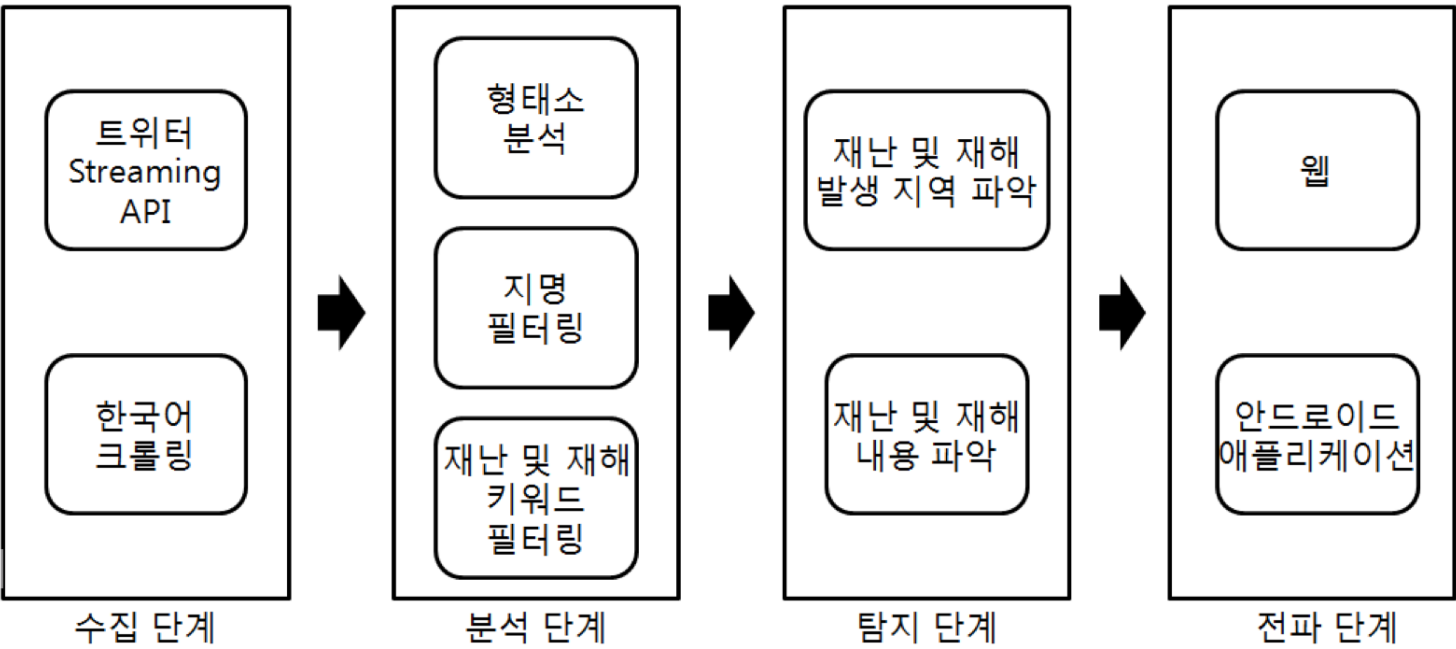 트위터
Streaming
API
한국어
크롤링
수집 단계
형태소
분석
지명
필터링
재난 및 재해
키워드
필터링
분석 단계
재난 및 재해
발생 지역 파악
재난 및 재해
내용 파악
탐지 단계
웹
안드로이드
애플리케이션
전파 단계